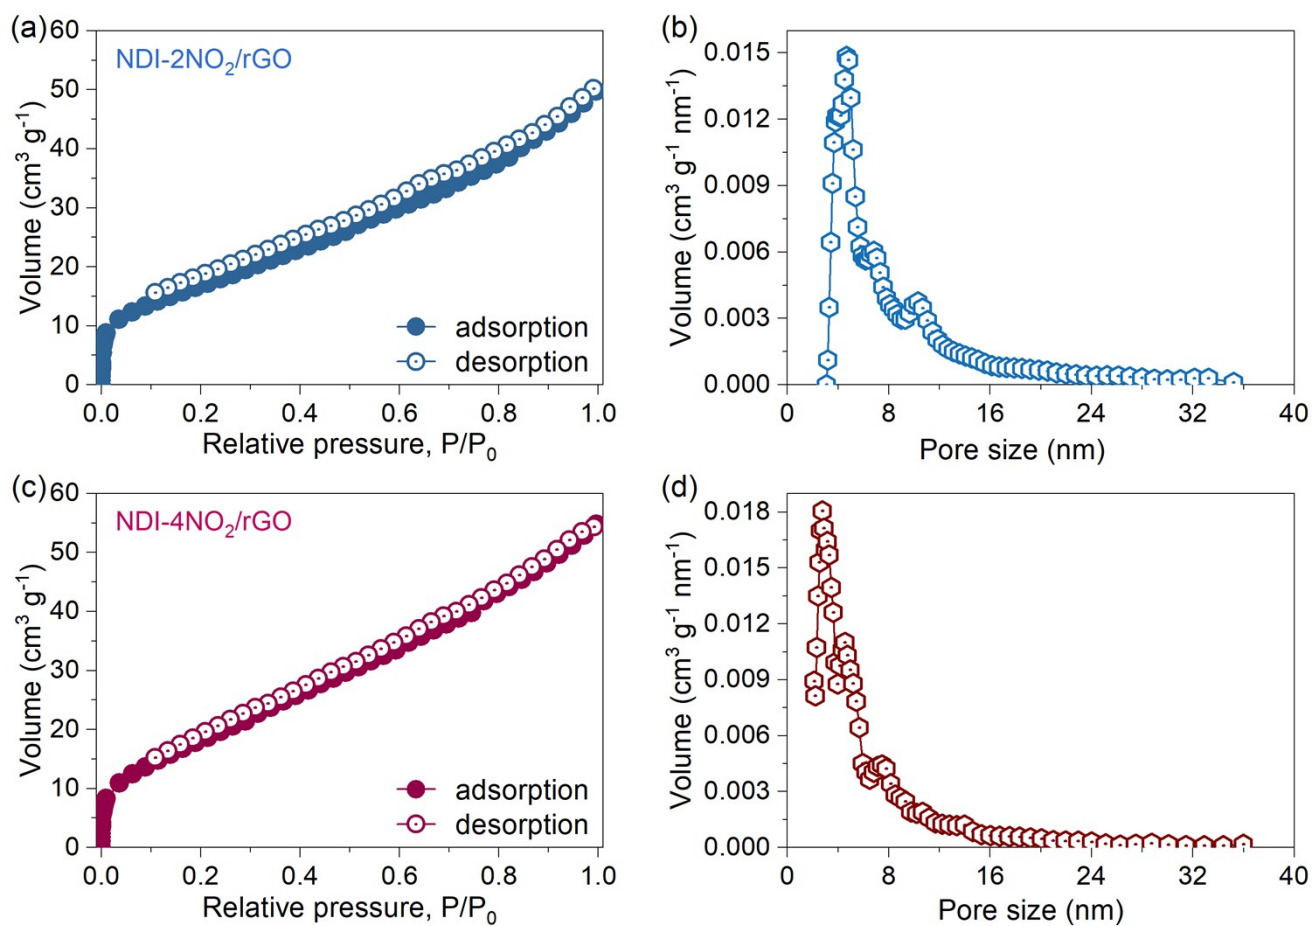 (a)
60
50
40
30
20
10
0
Volume (cm³ g⁻¹)
NDI-2NO₂/rGO
adsorption
desorption
0.0 0.2 0.4 0.6 0.8 1.0
Relative pressure, P/P₀
(b)
0.015
0.012
0.009
0.006
0.003
0.000
Volume (cm³ g⁻¹ nm⁻¹)
0 8 16 24 32 40
Pore size (nm)
(c)
60
50
40
30
20
10
0
Volume (cm³ g⁻¹)
NDI-4NO₂/rGO
adsorption
desorption
0.0 0.2 0.4 0.6 0.8 1.0
Relative pressure, P/P₀
(d)
0.018
0.015
0.012
0.009
0.006
0.003
0.000
Volume (cm³ g⁻¹ nm⁻¹)
0 8 16 24 32 40
Pore size (nm)